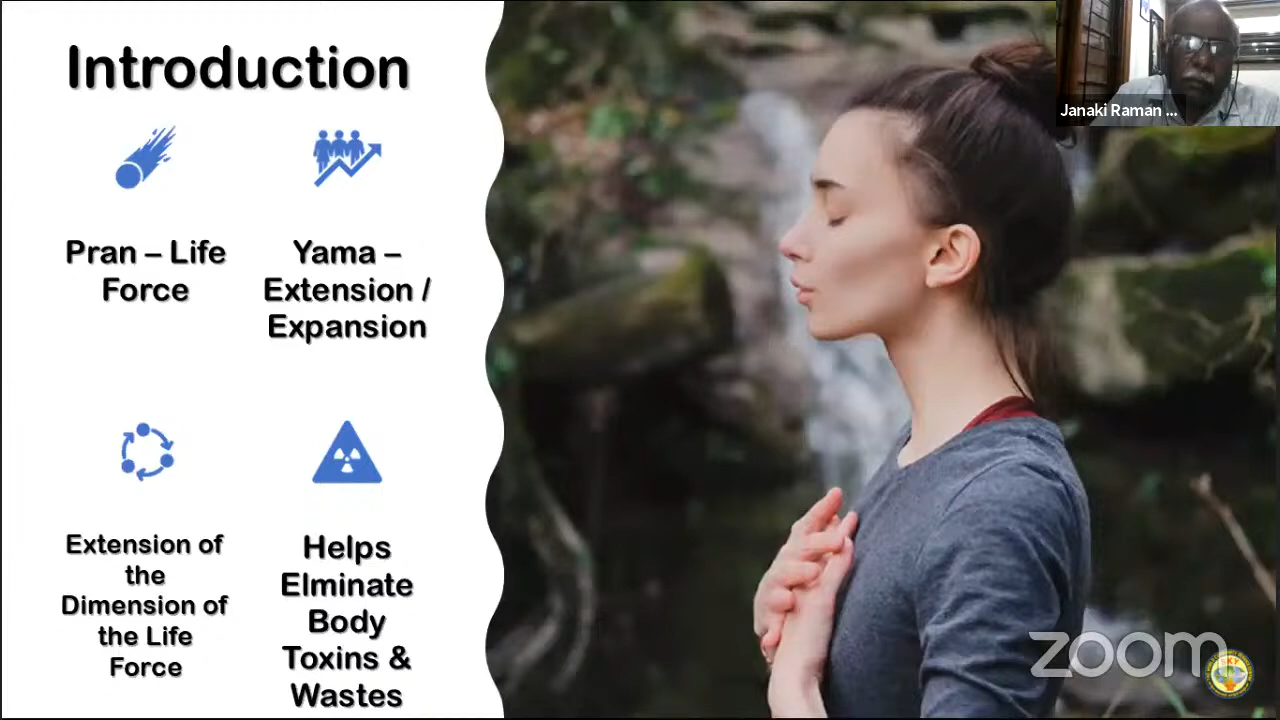 Introduction
Janaki Raman ...
Pran – Life
Force
Yama –
Extension /
Expansion
Extension of
the
Dimension of
the Life
Force
Helps
Elminate
Body
Toxins &
Wastes
zoom
SKY